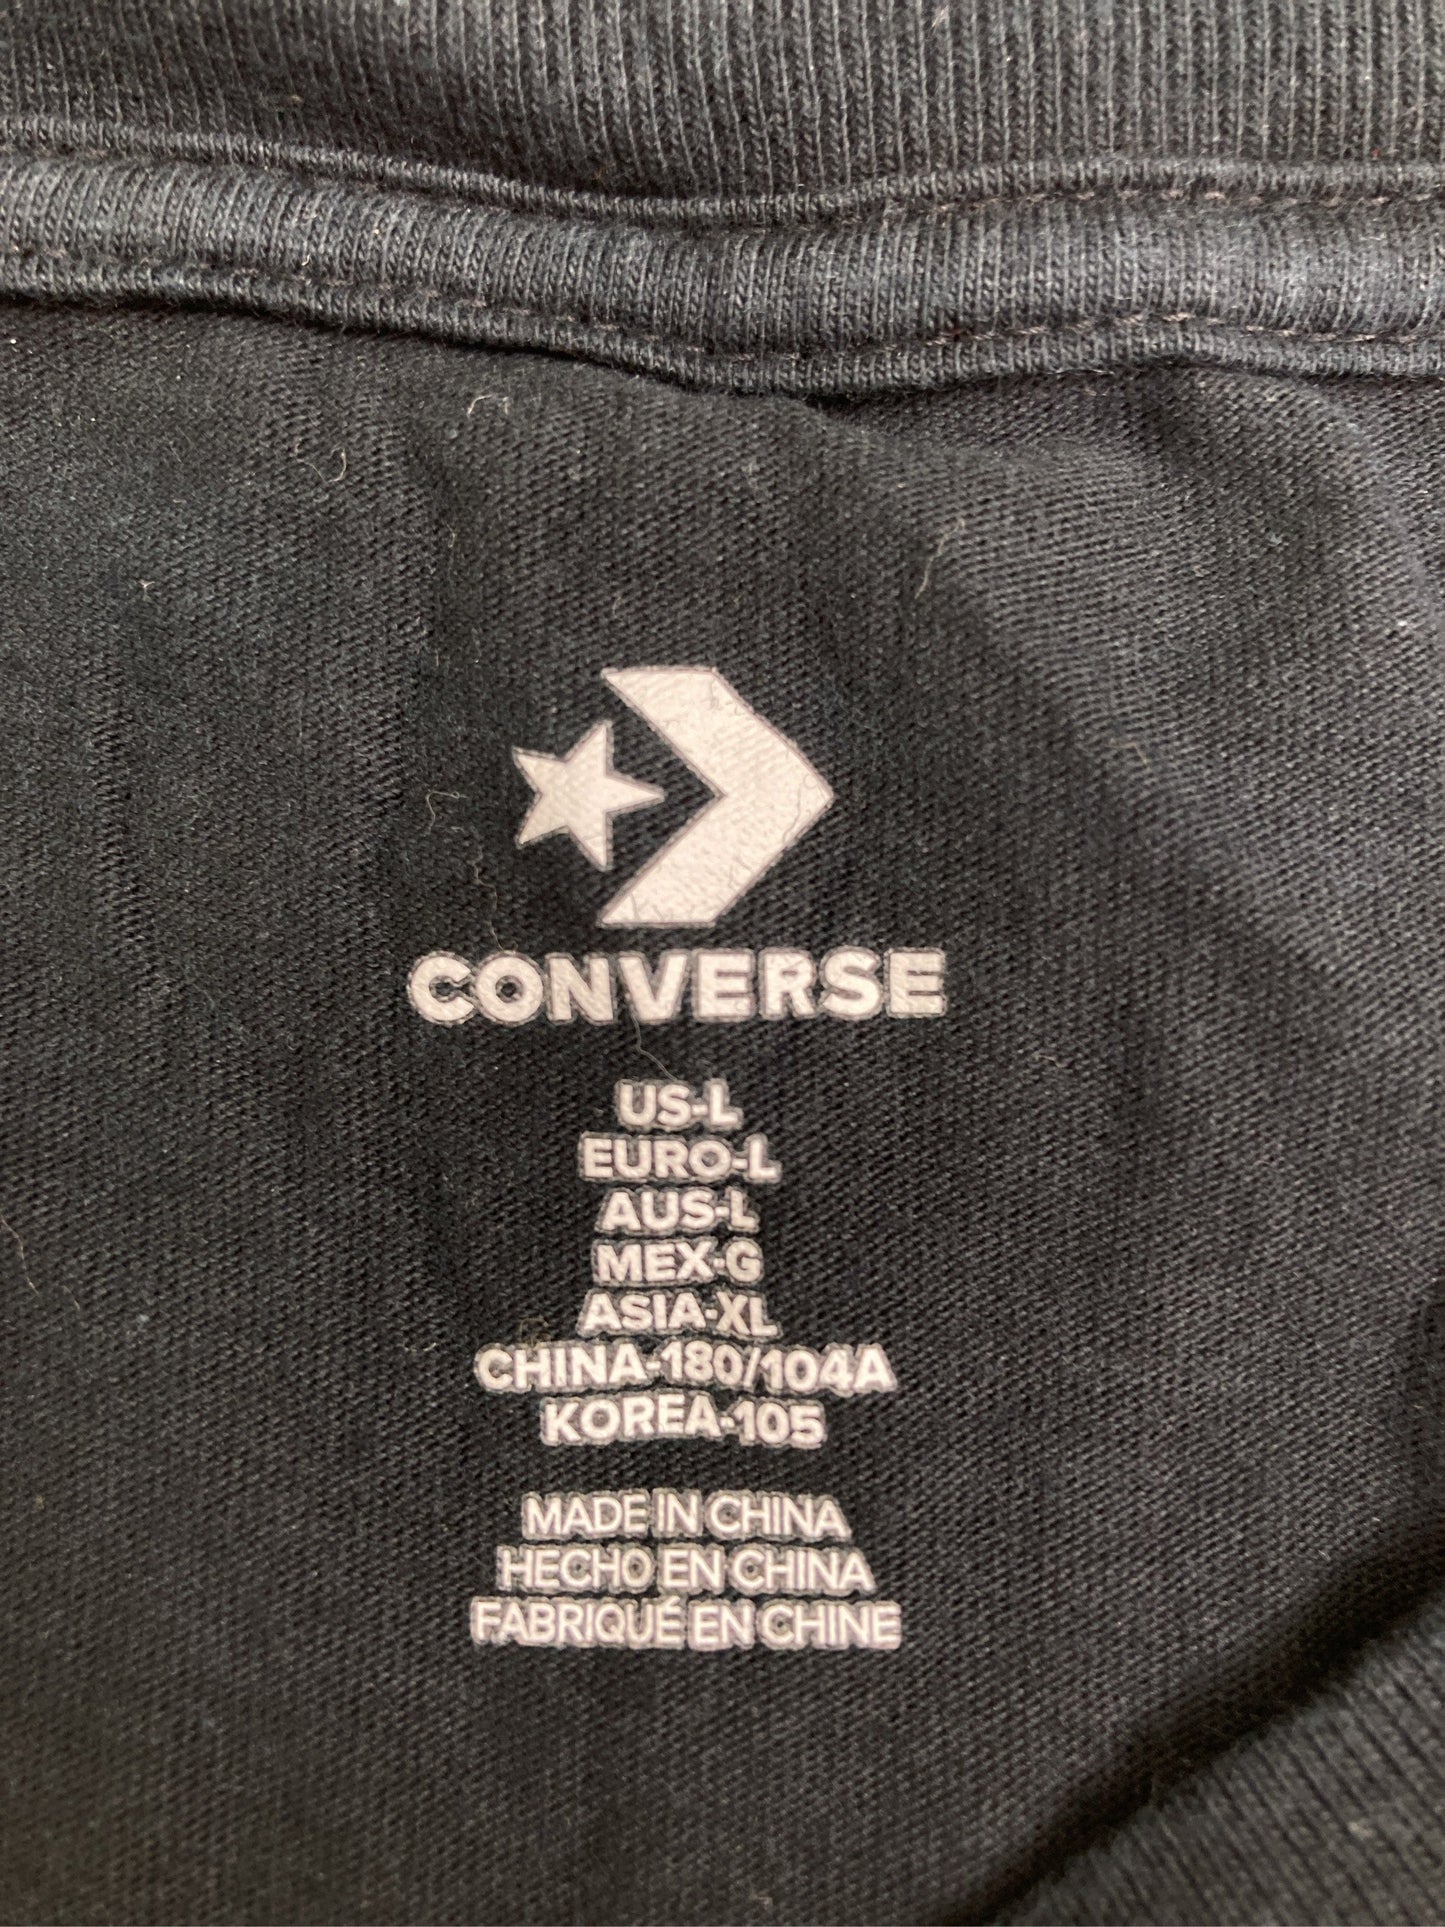 CONVERSE
US-L
EURO-L
AUS-L
MEX-G
ASIA-XL
CHINA-180/104A
KOREA-105
MADE IN CHINA
HECHO EN CHINA
FABRIQUÉ EN CHINE